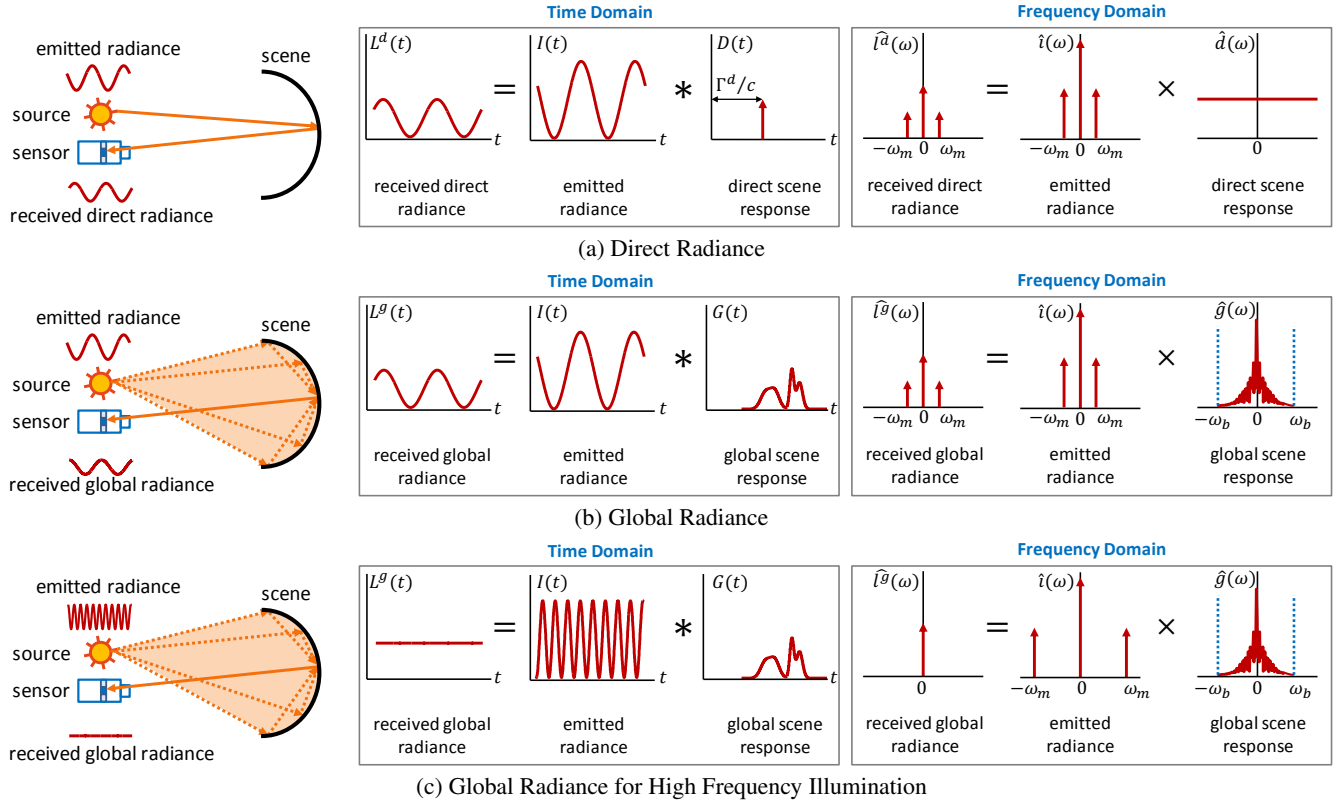 Time Domain
Frequency Domain
emitted radiance
scene
source
sensor
received direct radiance
L^d(t)
=
I(t)
∗
D(t)
Γ^d/c
t
t
t
received direct radiance
emitted radiance
direct scene response
\hat{l^d}(ω)
=
î(ω)
×
\hat{d}(ω)
−ω_m 0 ω_m
−ω_m 0 ω_m
0
received direct radiance
emitted radiance
direct scene response
(a) Direct Radiance
Time Domain
Frequency Domain
emitted radiance
scene
source
sensor
received global radiance
L^g(t)
=
I(t)
∗
G(t)
t
t
t
received global radiance
emitted radiance
global scene response
\hat{l^g}(ω)
=
î(ω)
×
\hat{g}(ω)
−ω_m 0 ω_m
−ω_m 0 ω_m
−ω_b 0 ω_b
received global radiance
emitted radiance
global scene response
(b) Global Radiance
Time Domain
Frequency Domain
emitted radiance
scene
source
sensor
received global radiance
L^g(t)
=
I(t)
∗
G(t)
t
t
t
received global radiance
emitted radiance
global scene response
\hat{l^g}(ω)
=
î(ω)
×
\hat{g}(ω)
0
−ω_m 0 ω_m
−ω_b 0 ω_b
received global radiance
emitted radiance
global scene response
(c) Global Radiance for High Frequency Illumination